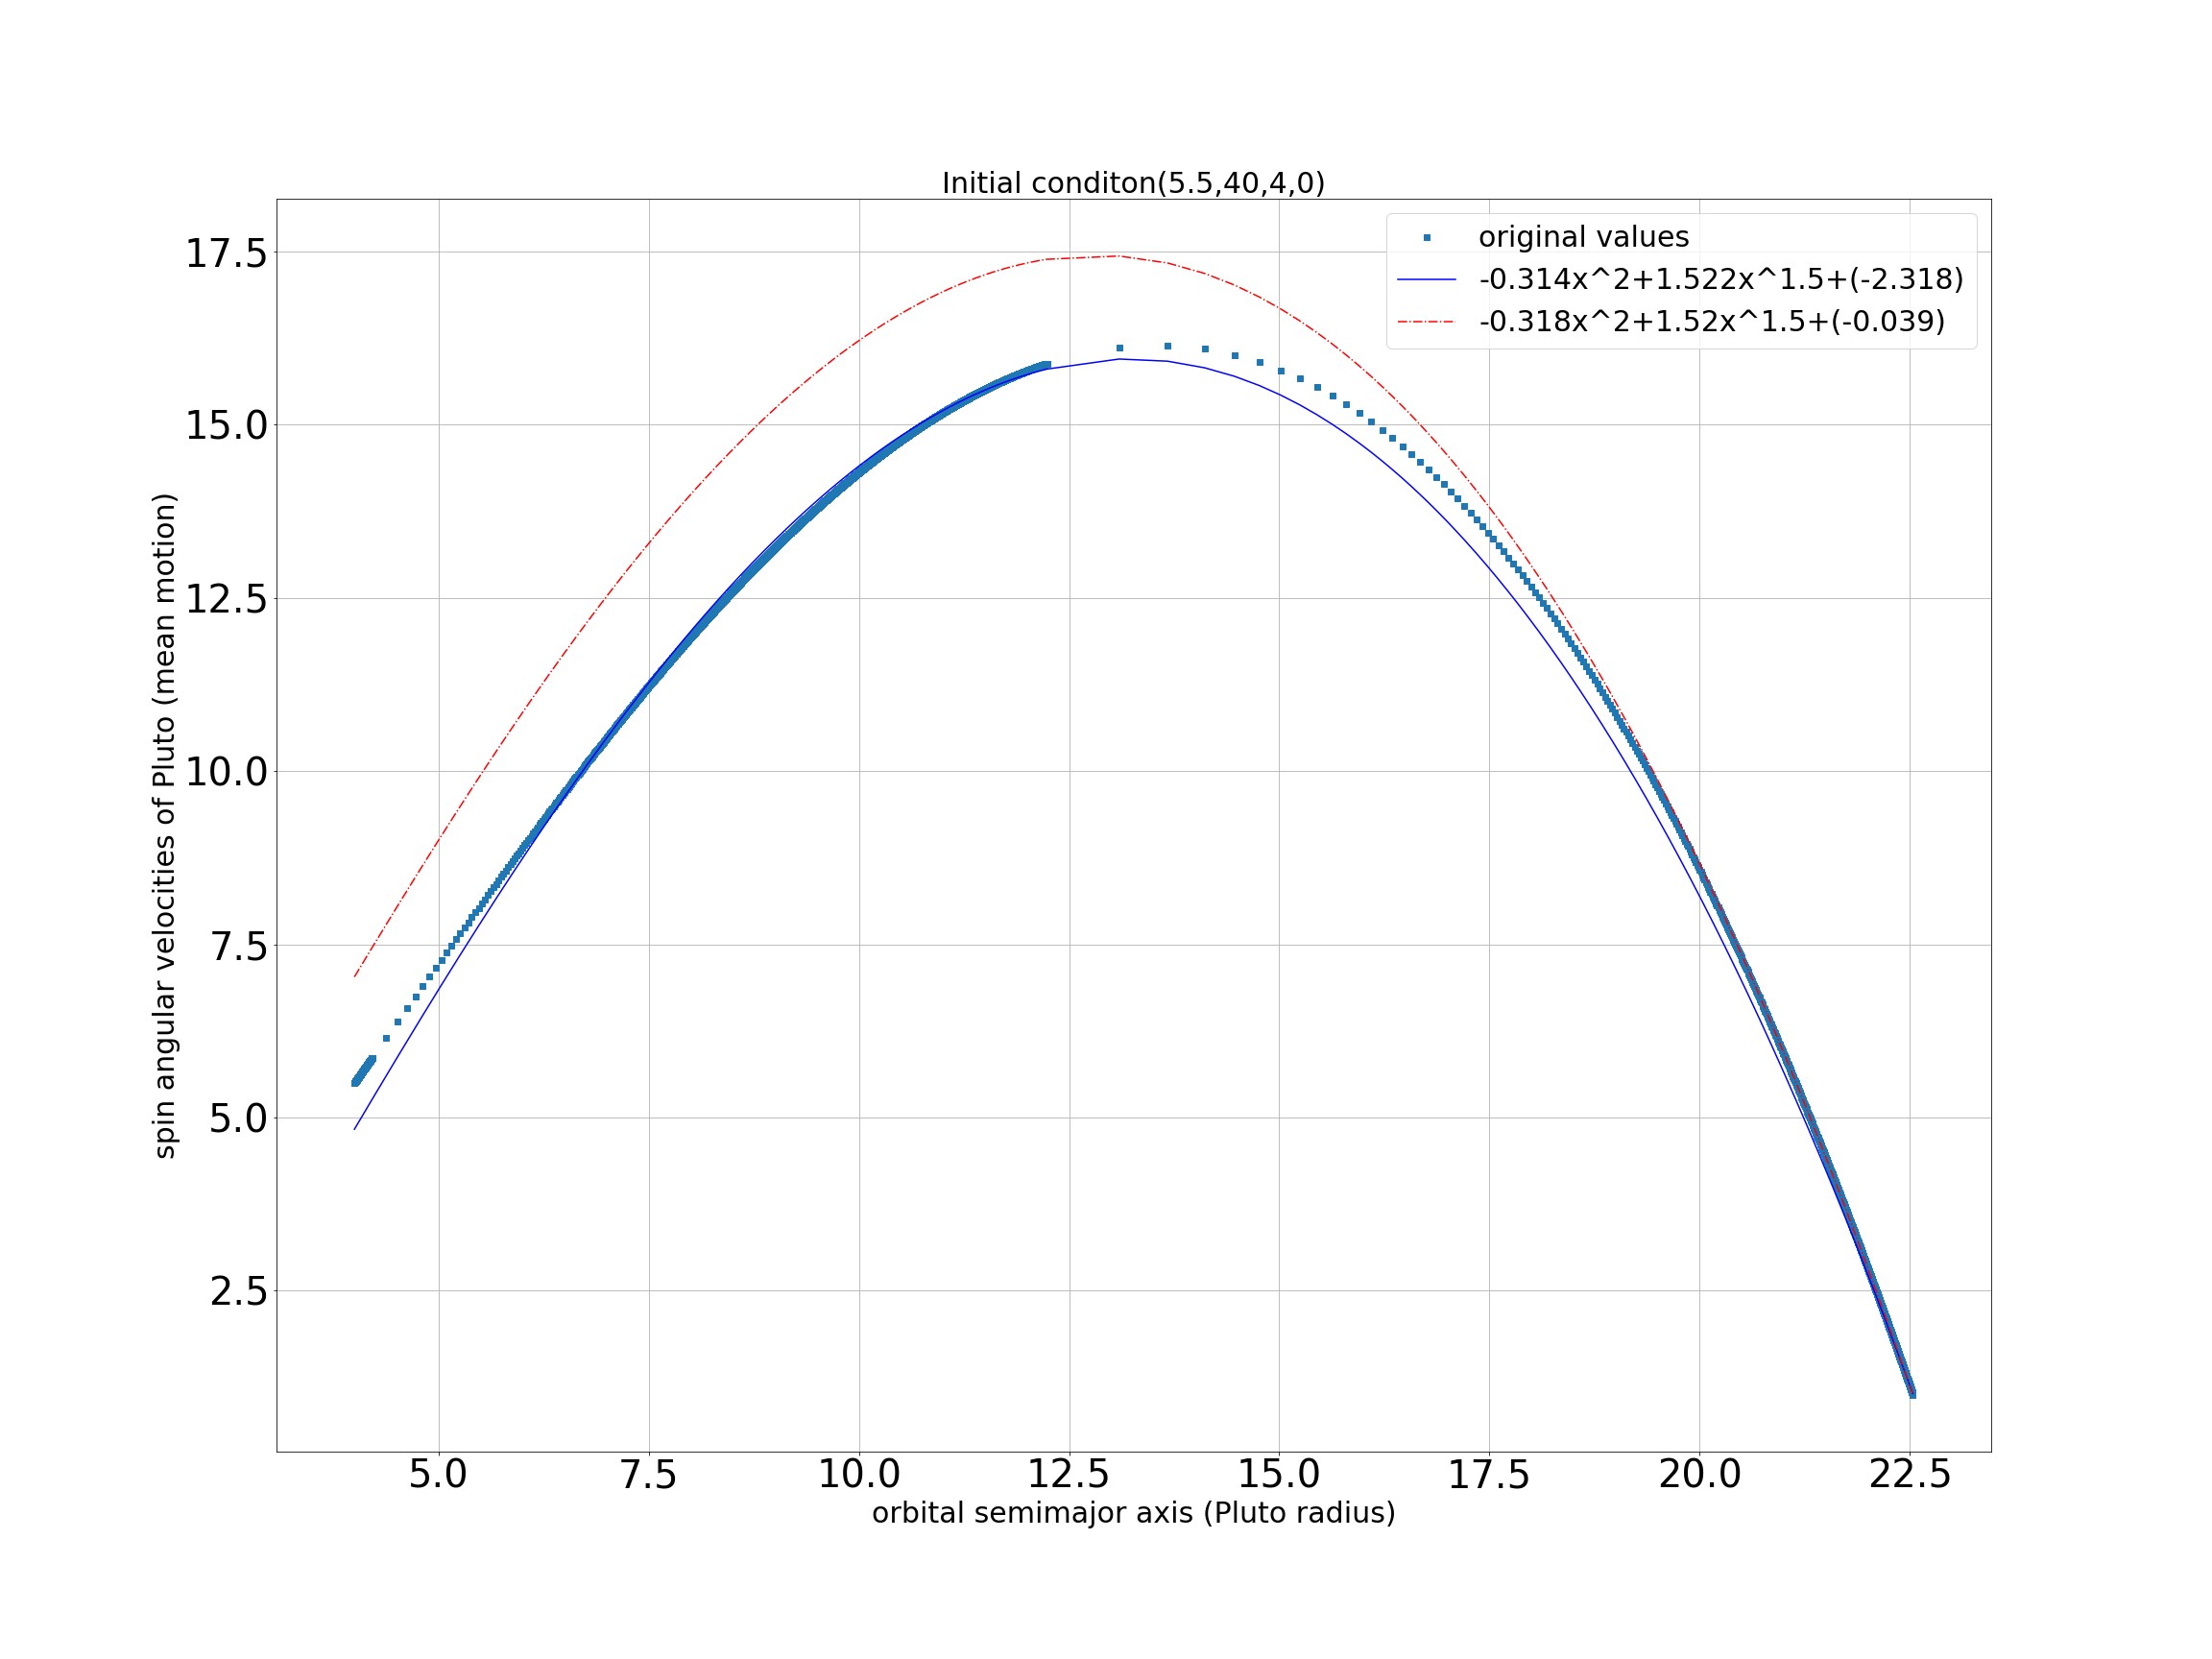 Initial conditon(5.5,40,4,0)
original values
-0.314x^2+1.522x^1.5+(-2.318)
-0.318x^2+1.52x^1.5+(-0.039)
spin angular velocities of Pluto (mean motion)
17.5
15.0
12.5
10.0
7.5
5.0
2.5
5.0 7.5 10.0 12.5 15.0 17.5 20.0 22.5
orbital semimajor axis (Pluto radius)